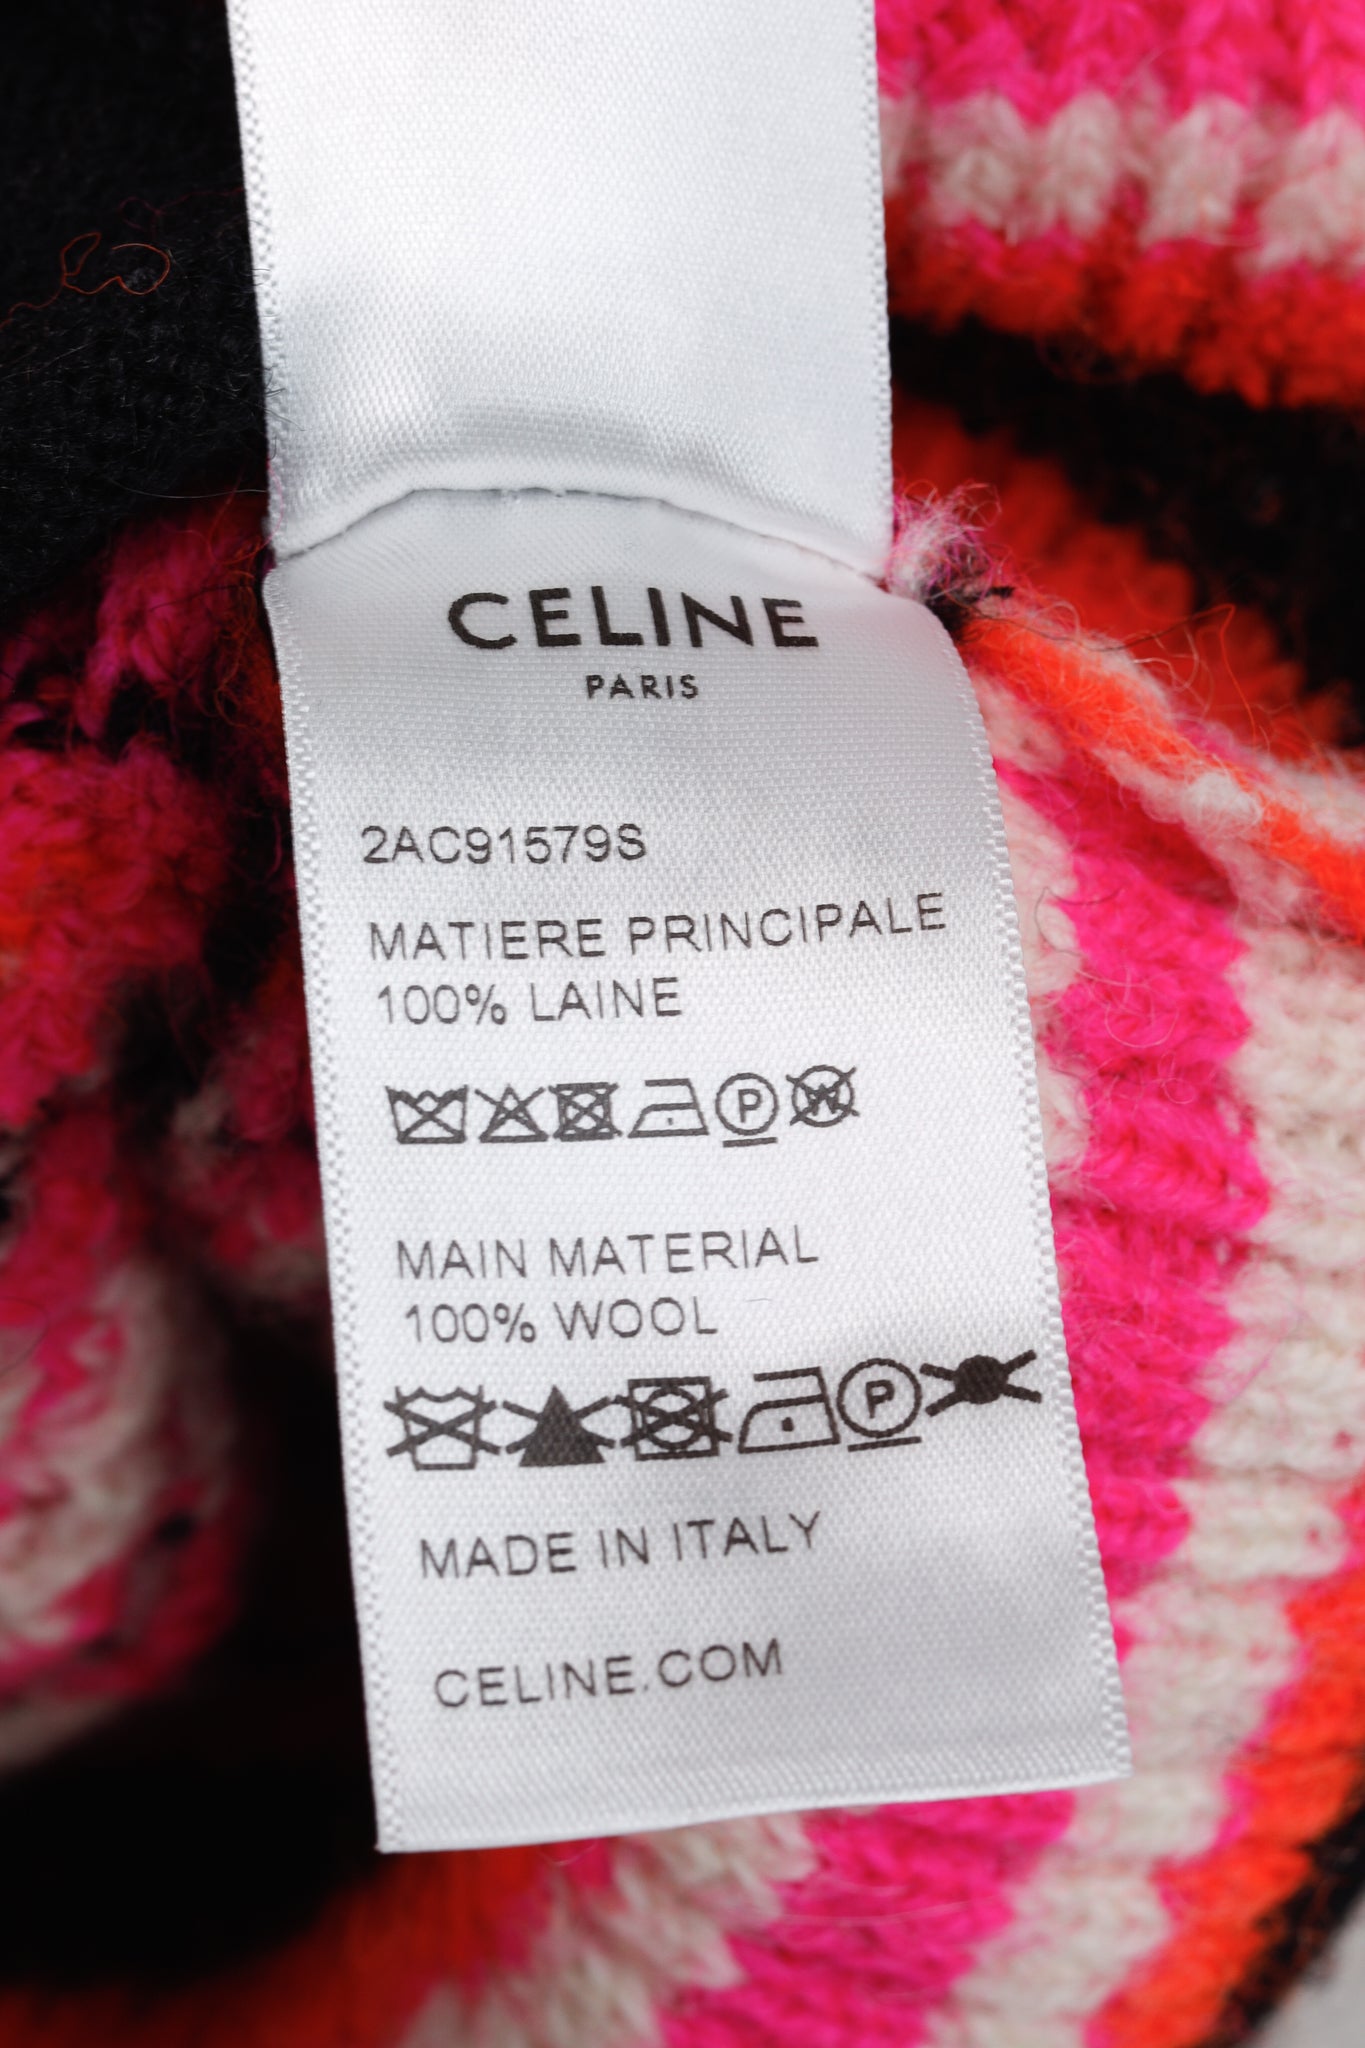 CELINE
PARIS
2AC91579S
MATIERE PRINCIPALE
100% LAINE
P W
MAIN MATERIAL
100% WOOL
P
MADE IN ITALY
CELINE.COM